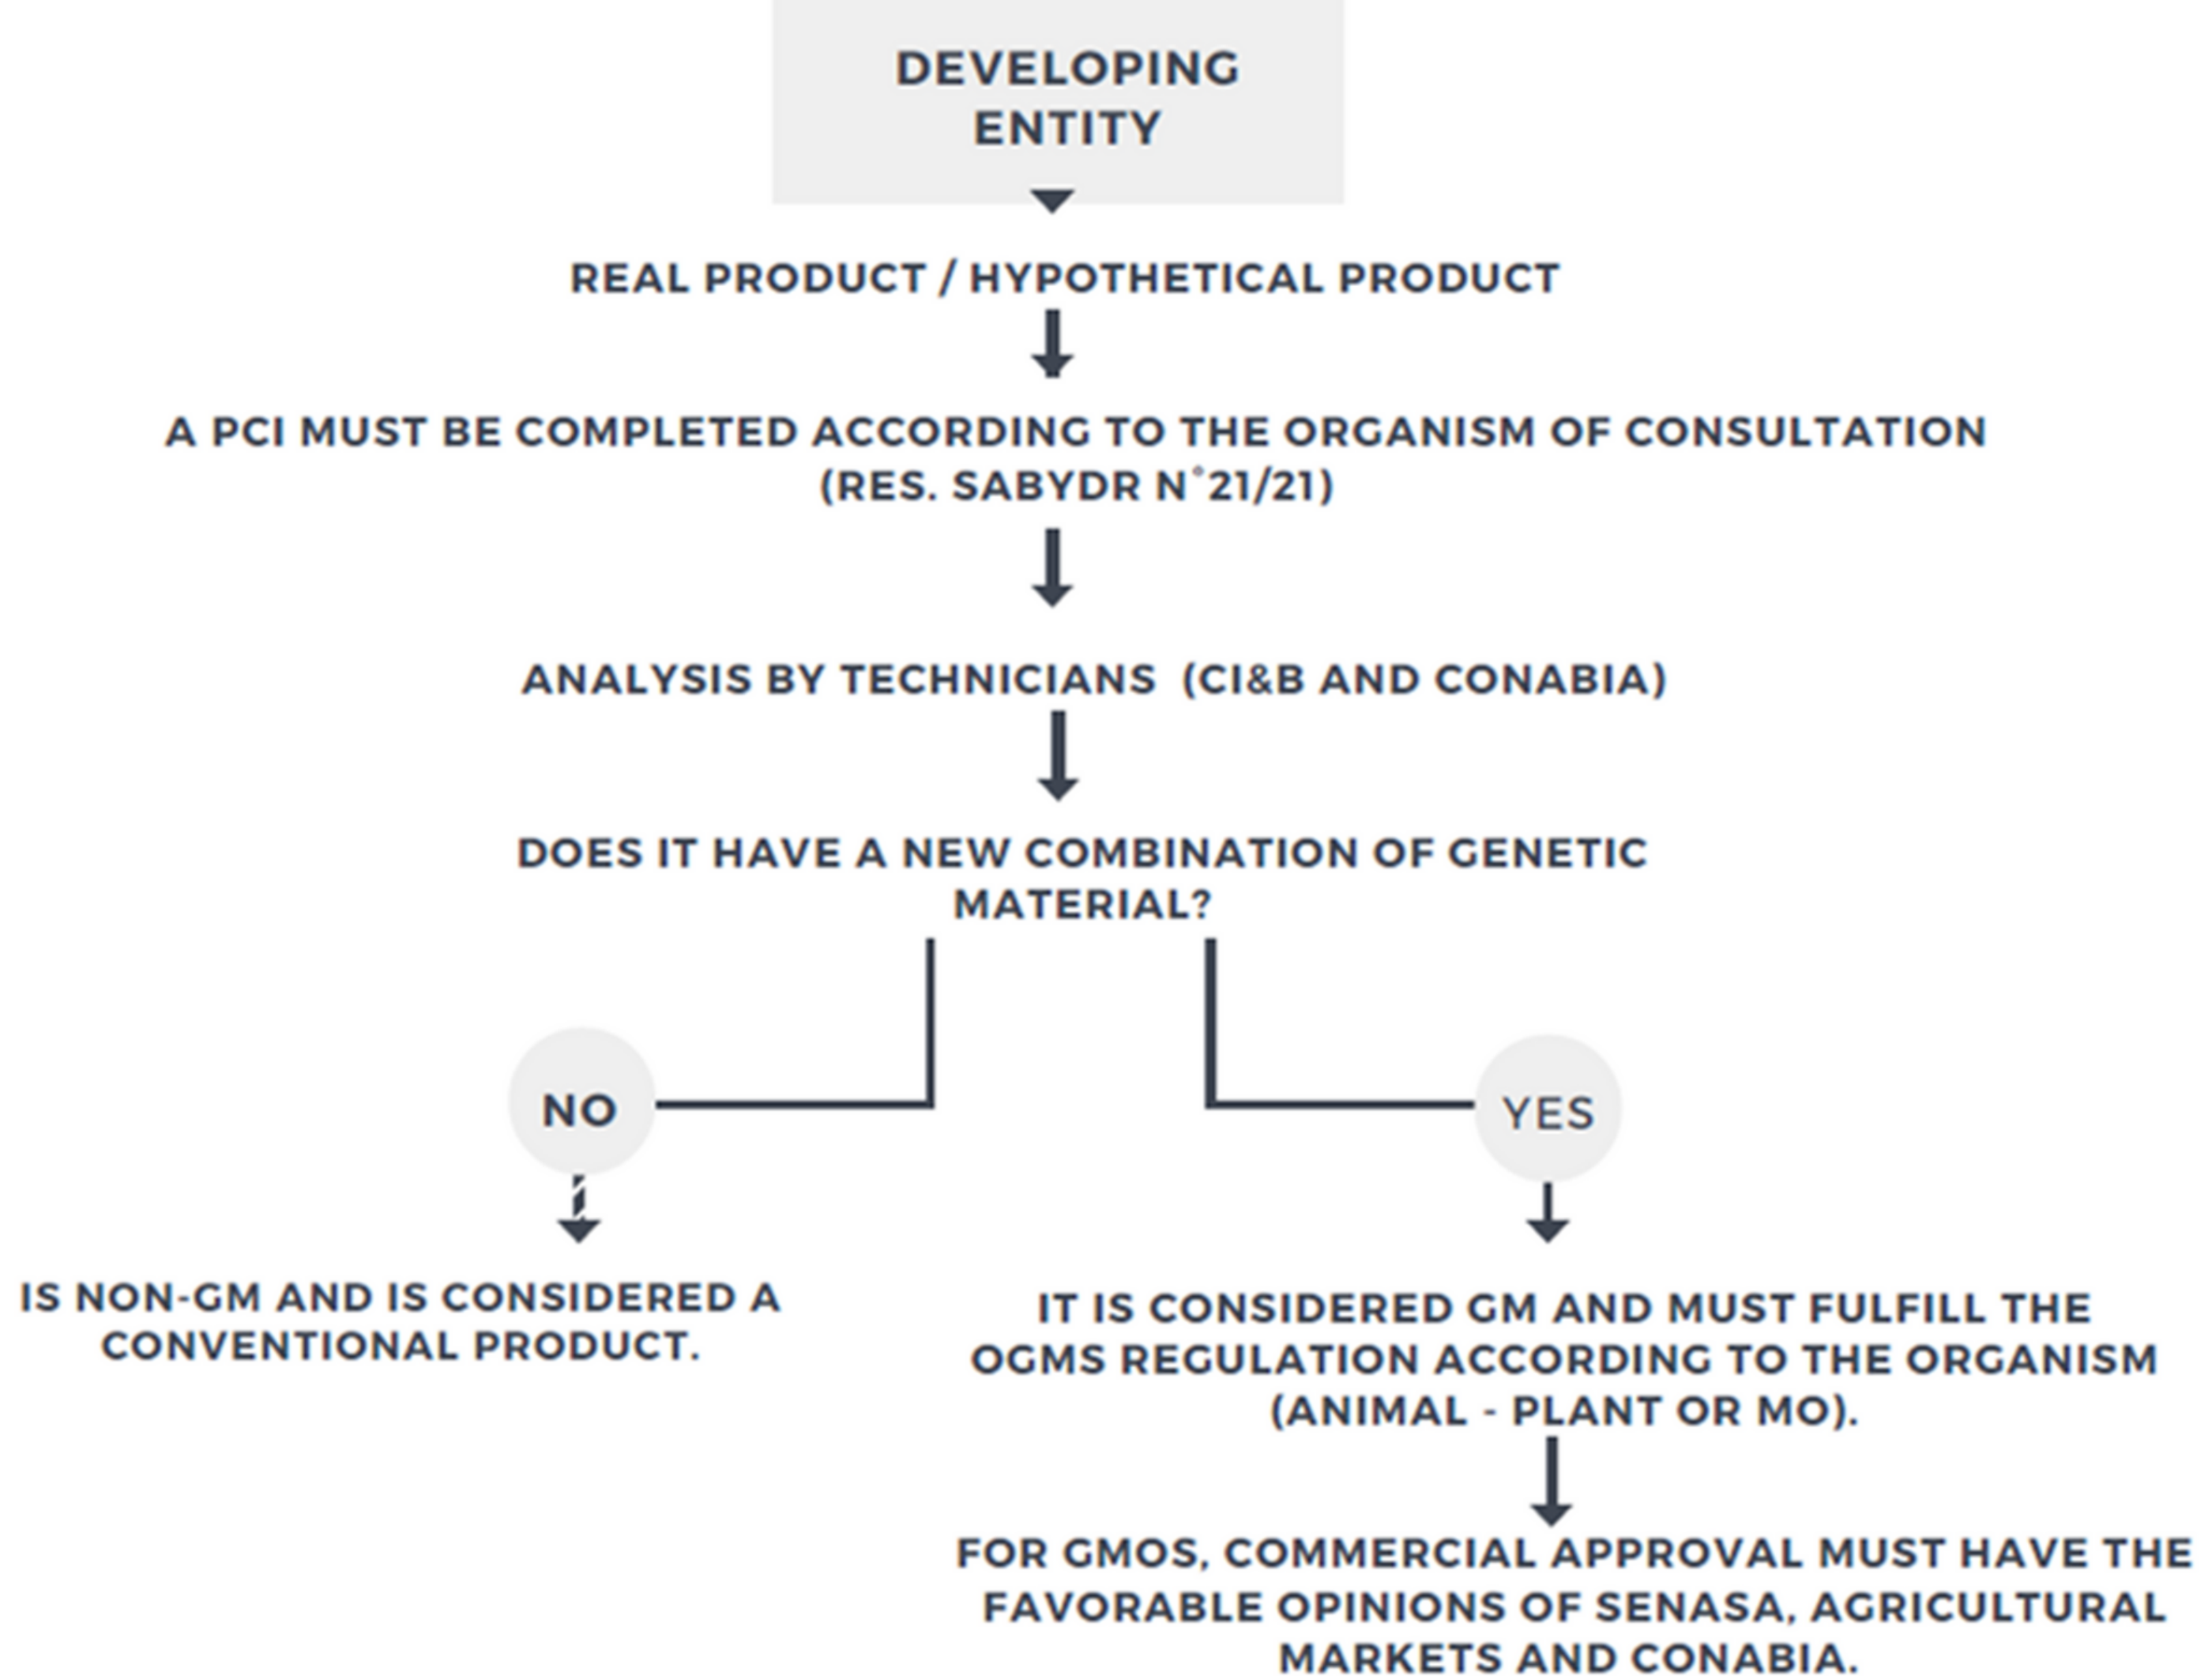 DEVELOPING
ENTITY
REAL PRODUCT / HYPOTHETICAL PRODUCT
A PCI MUST BE COMPLETED ACCORDING TO THE ORGANISM OF CONSULTATION
(RES. SABYDR N°21/21)
ANALYSIS BY TECHNICIANS (CI&B AND CONABIA)
DOES IT HAVE A NEW COMBINATION OF GENETIC
MATERIAL?
NO
YES
IS NON-GM AND IS CONSIDERED A
CONVENTIONAL PRODUCT.
IT IS CONSIDERED GM AND MUST FULFILL THE
OGMS REGULATION ACCORDING TO THE ORGANISM
(ANIMAL - PLANT OR MO).
FOR GMOS, COMMERCIAL APPROVAL MUST HAVE THE
FAVORABLE OPINIONS OF SENASA, AGRICULTURAL
MARKETS AND CONABIA.